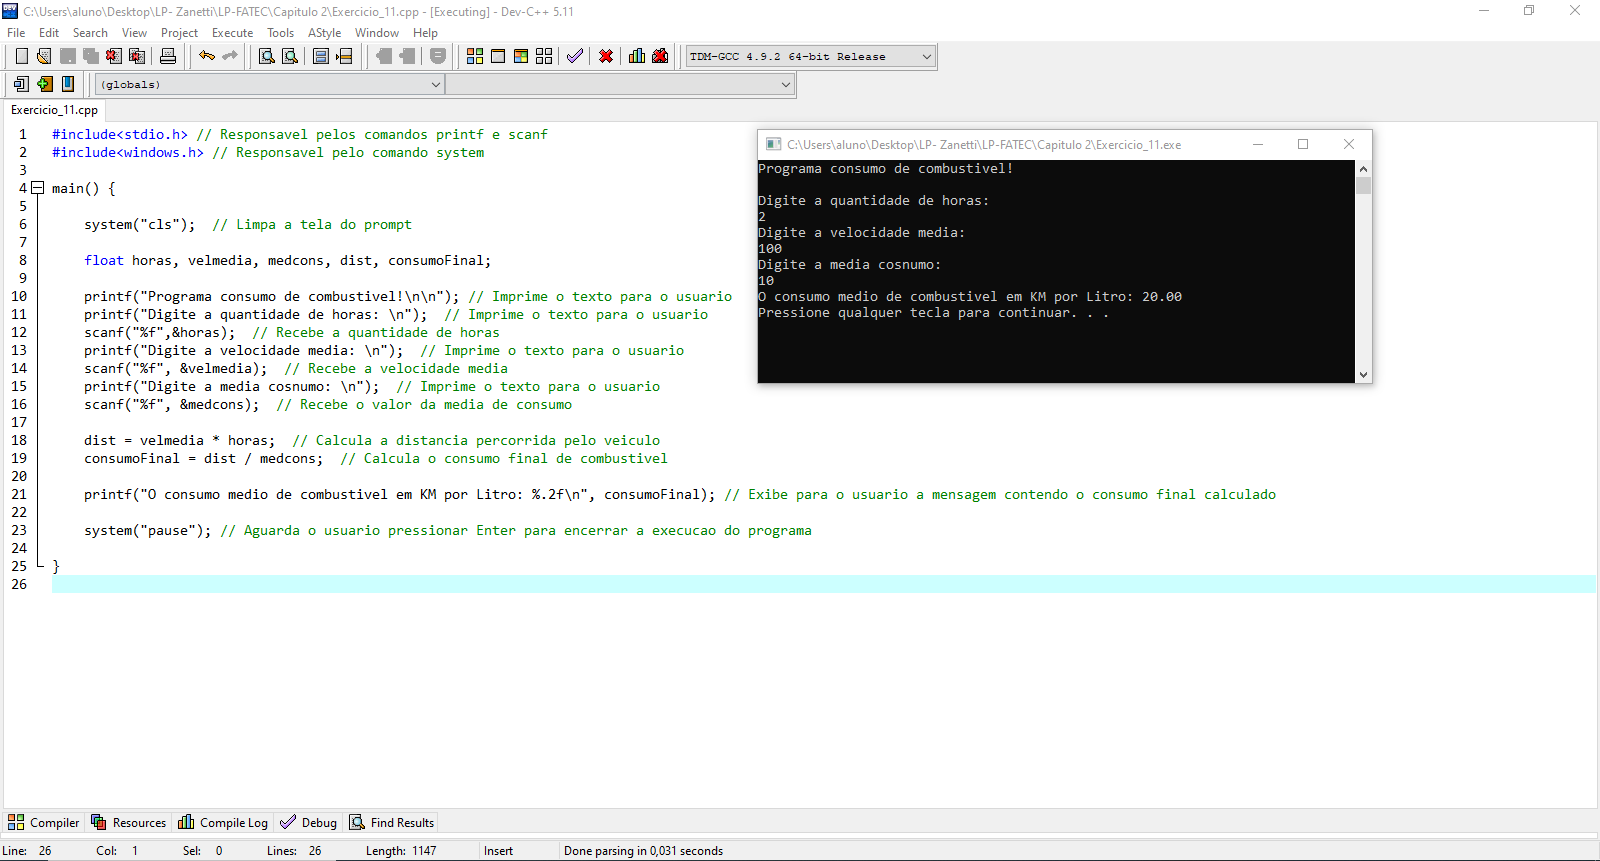 C:\Users\aluno\Desktop\LP- Zanetti\LP-FATEC\Capitulo 2\Exercicio_11.cpp - [Executing] - Dev-C++ 5.11
File Edit Search View Project Execute Tools AStyle Window Help
TDM-GCC 4.9.2 64-bit Release
(globals)
Exercicio_11.cpp
1 #include<stdio.h> // Responsavel pelos comandos printf e scanf
2 #include<windows.h> // Responsavel pelo comando system
3
4 main() {
5
6 system("cls"); // Limpa a tela do prompt
7
8 float horas, velmedia, medcons, dist, consumoFinal;
9
10 printf("Programa consumo de combustivel!\n\n"); // Imprime o texto para o usuario
11 printf("Digite a quantidade de horas: \n"); // Imprime o texto para o usuario
12 scanf("%f",&horas); // Recebe a quantidade de horas
13 printf("Digite a velocidade media: \n"); // Imprime o texto para o usuario
14 scanf("%f", &velmedia); // Recebe a velocidade media
15 printf("Digite a media cosnumo: \n"); // Imprime o texto para o usuario
16 scanf("%f", &medcons); // Recebe o valor da media de consumo
17
18 dist = velmedia * horas; // Calcula a distancia percorrida pelo veiculo
19 consumoFinal = dist / medcons; // Calcula o consumo final de combustivel
20
21 printf("O consumo medio de combustivel em KM por Litro: %.2f\n", consumoFinal); // Exibe para o usuario a mensagem contendo o consumo final calculado
22
23 system("pause"); // Aguarda o usuario pressionar Enter para encerrar a execucao do programa
24
25 }
26
C:\Users\aluno\Desktop\LP- Zanetti\LP-FATEC\Capitulo 2\Exercicio_11.exe
Programa consumo de combustivel!
Digite a quantidade de horas:
2
Digite a velocidade media:
100
Digite a media cosnumo:
10
O consumo medio de combustivel em KM por Litro: 20.00
Pressione qualquer tecla para continuar. . .
Compiler Resources Compile Log Debug Find Results
Line: 26 Col: 1 Sel: 0 Lines: 26 Length: 1147 Insert Done parsing in 0,031 seconds